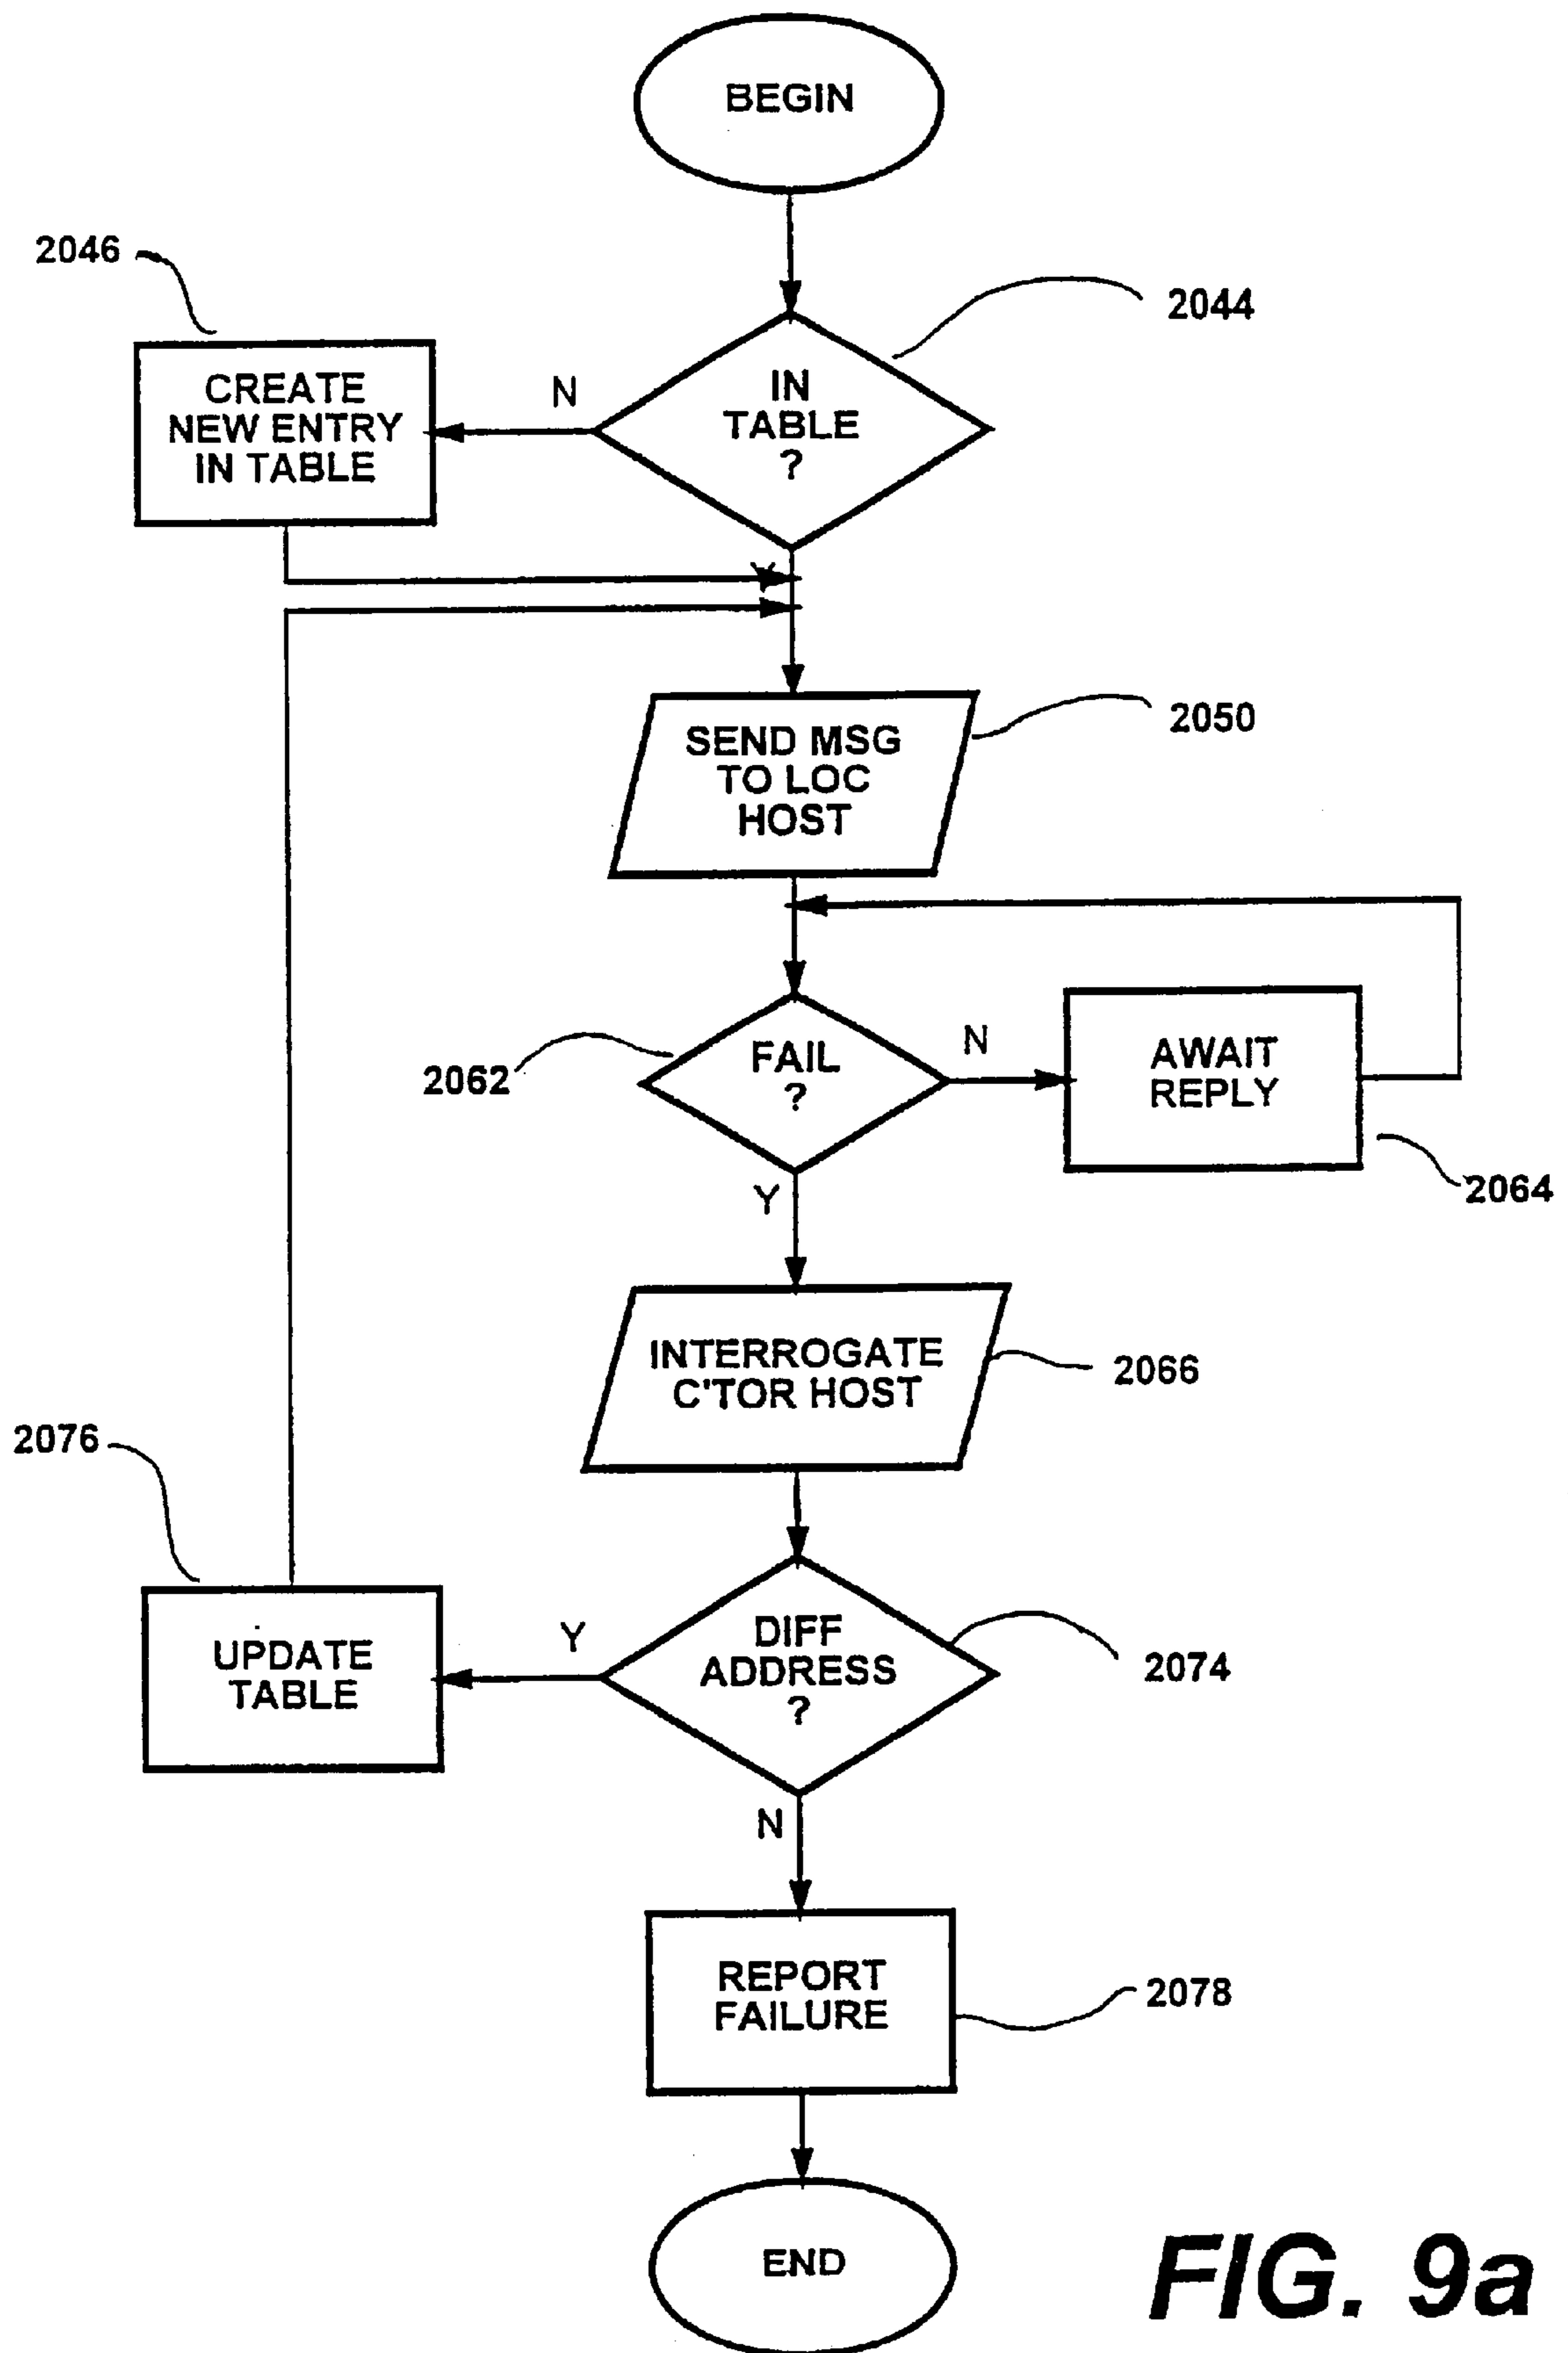 BEGIN
2046
2044
CREATE
NEW ENTRY
IN TABLE
N
IN
TABLE
?
Y
SEND MSG
TO LOC
HOST
2050
2062
FAIL
?
N
AWAIT
REPLY
2064
Y
INTERROGATE
C'TOR HOST
2066
2076
UPDATE
TABLE
Y
DIFF
ADDRESS
?
2074
N
REPORT
FAILURE
2078
END
FIG. 9a